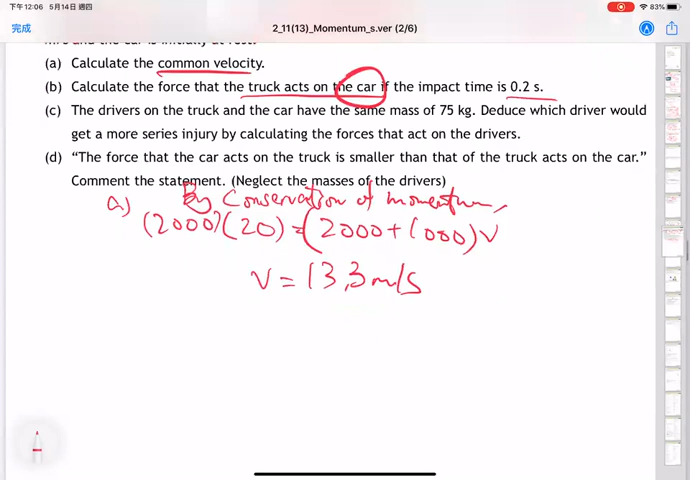 下午12:06 5月14日 週四
83%
完成
2_11(13)_Momentum_s.ver (2/6)
(a) Calculate the common velocity.
(b) Calculate the force that the truck acts on the car if the impact time is 0.2 s.
(c) The drivers on the truck and the car have the same mass of 75 kg. Deduce which driver would
get a more series injury by calculating the forces that act on the drivers.
(d) “The force that the car acts on the truck is smaller than that of the truck acts on the car.”
Comment the statement. (Neglect the masses of the drivers)
a) By Conservation of momentum,
(2000)(20) = (2000+1000)v
v = 13.3 m/s